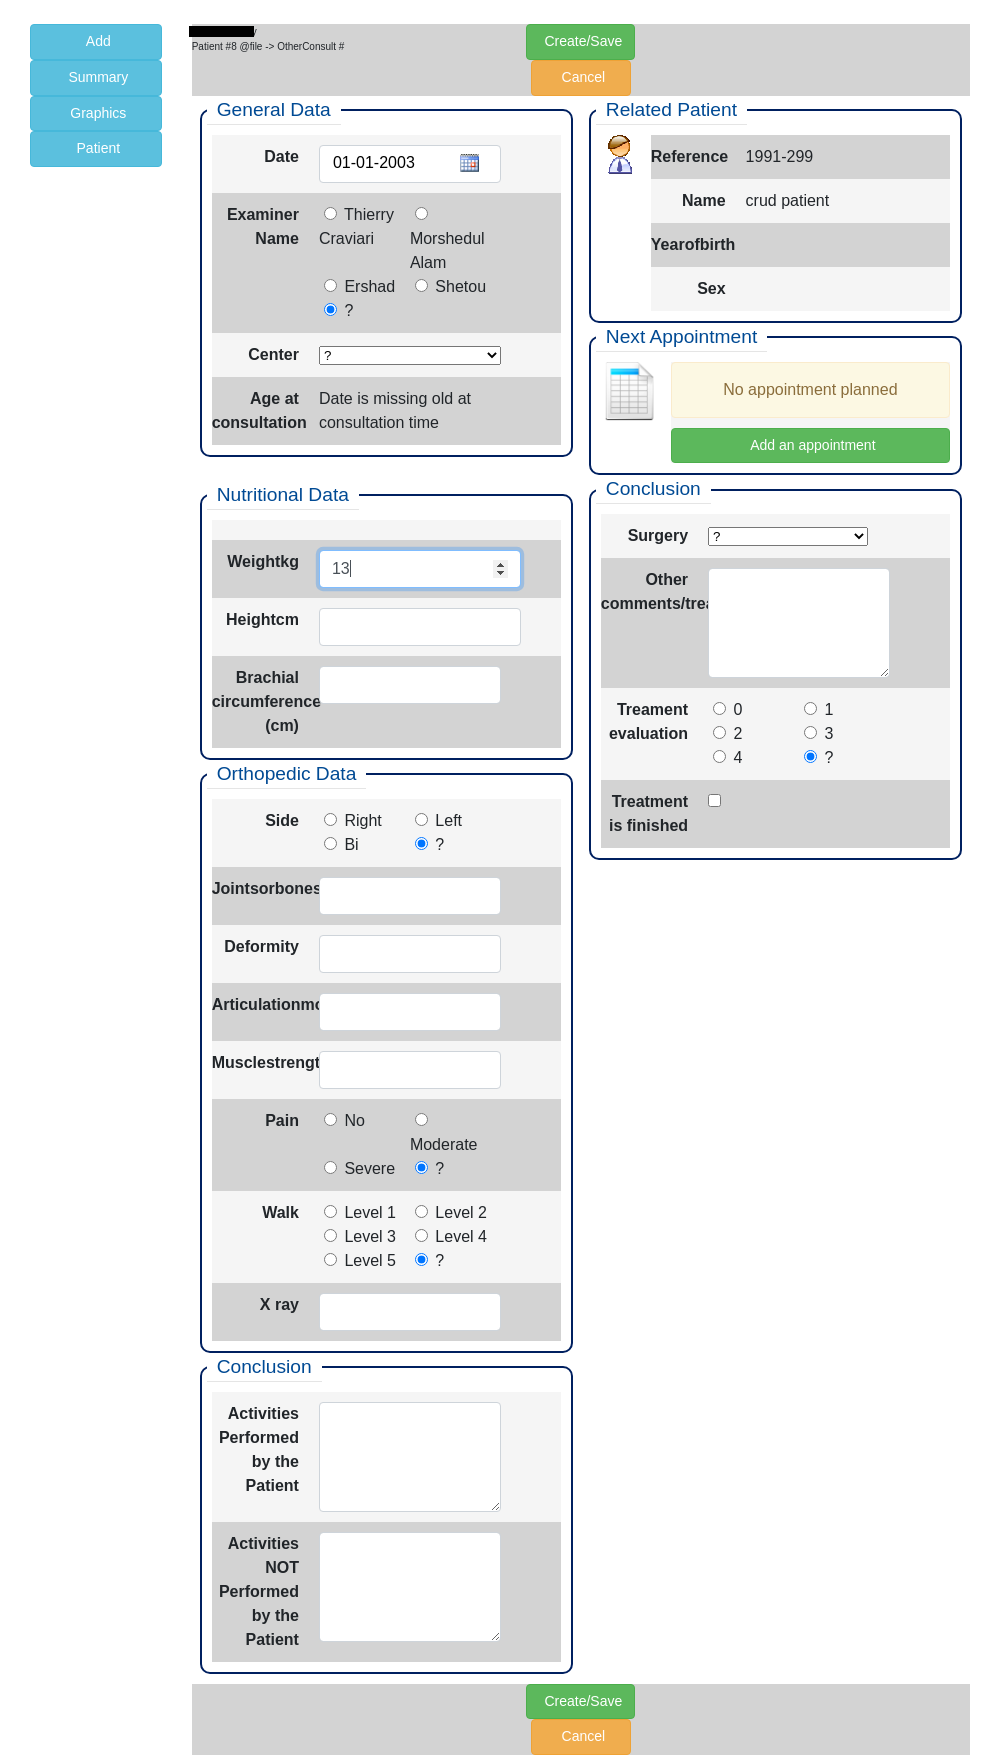 Add
Summary
Graphics
Patient
Patient #8 @file -> OtherConsult #
Create/Save
Cancel
General Data
Date 01-01-2003
Examiner Name
Thierry Craviari
Morshedul Alam
Ershad
Shetou
?
Center ?
Age at consultation
Date is missing old at consultation time
Nutritional Data
Weightkg 13
Heightcm
Brachial circumference (cm)
Orthopedic Data
Side
Right Left
Bi ?
Jointsorbones
Deformity
Articulationmo
Musclestrengt
Pain
No Moderate
Severe ?
Walk
Level 1 Level 2
Level 3 Level 4
Level 5 ?
X ray
Conclusion
Activities
Performed
by the
Patient
Activities
NOT
Performed
by the
Patient
Related Patient
Reference 1991-299
Name crud patient
Yearofbirth
Sex
Next Appointment
No appointment planned
Add an appointment
Conclusion
Surgery ?
Other
comments/trea
Treament
evaluation
0 1
2 3
4 ?
Treatment
is finished
Create/Save
Cancel